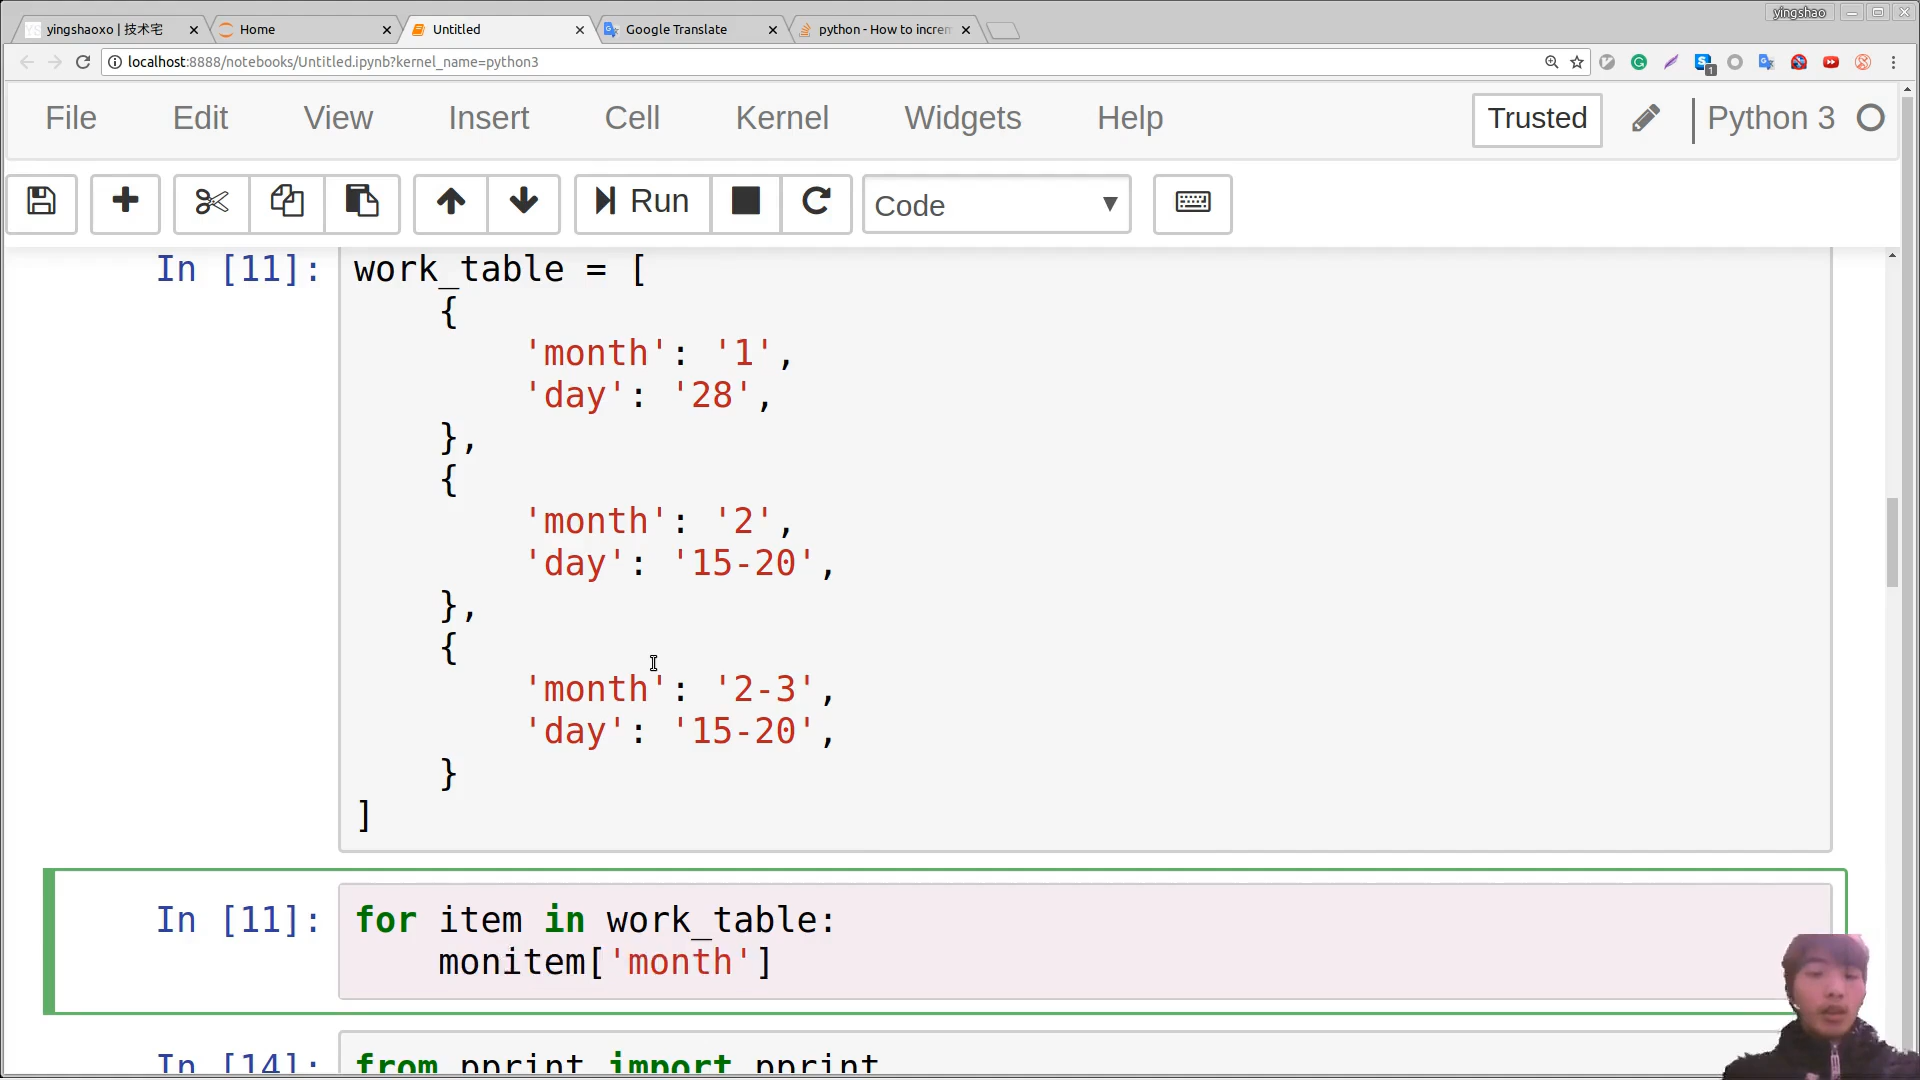 yingshao
yingshaoxo | 技术宅
Home
Untitled
Google Translate
python - How to increm
localhost:8888/notebooks/Untitled.ipynb?kernel_name=python3
File Edit View Insert Cell Kernel Widgets Help Trusted Python 3
Run Code
In [11]: work_table = [
{
'month': '1',
'day': '28',
},
{
'month': '2',
'day': '15-20',
},
{
'month': '2-3',
'day': '15-20',
}
]
In [11]: for item in work_table:
monitem['month']
In [14]: from pprint import pprint